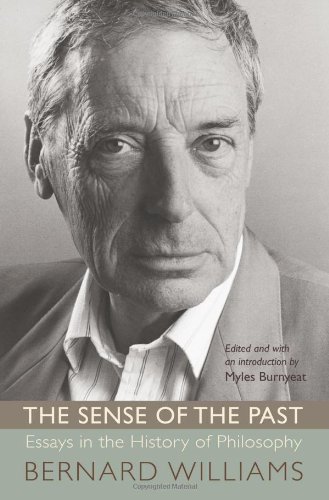 Edited and with
an introduction by
Myles Burnyeat
THE SENSE OF THE PAST
Essays in the History of Philosophy
BERNARD WILLIAMS